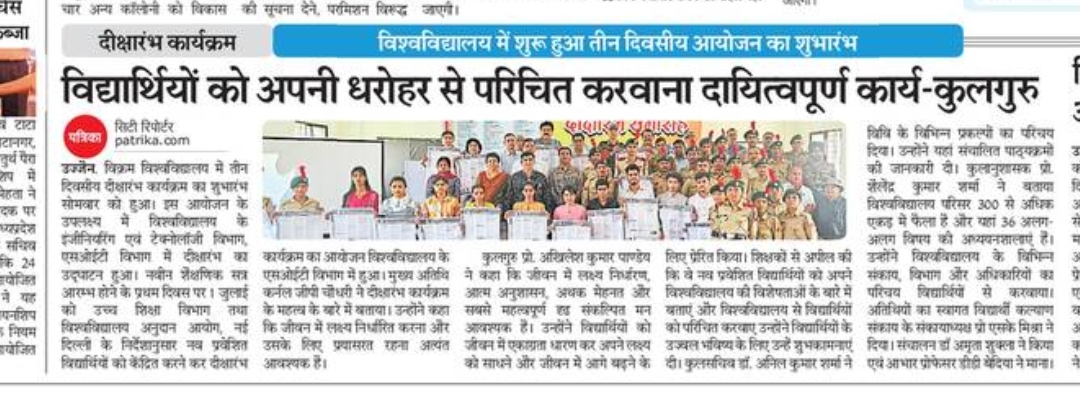 चार अन्य कॉलोनी को विकास की सूचना देने, परमिशन विरूद्ध जाएगी।
दीक्षारंभ कार्यक्रम
विश्वविद्यालय में शुरू हुआ तीन दिवसीय आयोजन का शुभारंभ
विद्यार्थियों को अपनी धरोहर से परिचित करवाना दायित्वपूर्ण कार्य-कुलगुरु
पत्रिका
सिटी रिपोर्टर
patrika.com
उज्जैन. विक्रम विश्वविद्यालय में तीन
दिवसीय दीक्षारंभ कार्यक्रम का शुभारंभ
सोमवार को हुआ। इस आयोजन के
उपलक्ष्य में विश्वविद्यालय के
इंजीनियरिंग एवं टेक्नोलॉजी विभाग,
एसओईटी विभाग में दीक्षारंभ का
उद्घाटन हुआ। नवीन शैक्षणिक सत्र
आरम्भ होने के प्रथम दिवस पर 1 जुलाई
को उच्च शिक्षा विभाग तथा
विश्वविद्यालय अनुदान आयोग, नई
दिल्ली के निर्देशानुसार नव प्रवेशित
विद्यार्थियों को केंद्रित करने कर दीक्षारंभ
कार्यक्रम का आयोजन विश्वविद्यालय के
एसओईटी विभाग में हुआ। मुख्य अतिथि
कर्नल जीपी चौधरी ने दीक्षारंभ कार्यक्रम
के महत्व के बारे में बताया। उन्होंने कहा
कि जीवन में लक्ष्य निर्धारित करना और
उसके लिए प्रयासरत रहना अत्यंत
आवश्यक है।
कुलगुरु प्रो. अखिलेश कुमार पाण्डेय
ने कहा कि जीवन में लक्ष्य निर्धारण,
आत्म अनुशासन, अथक मेहनत और
सबसे महत्वपूर्ण दृढ संकल्पित मन
आवश्यक है। उन्होंने विद्यार्थियों को
जीवन में एकाग्रता धारण कर अपने लक्ष्य
को साधने और जीवन में आगे बढ़ने के
लिए प्रेरित किया। शिक्षकों से अपील की
कि वे नव प्रवेशित विद्यार्थियों को अपने
विश्वविद्यालय की विशेषताओं के बारे में
बताएं और विश्वविद्यालय से विद्यार्थियों
को परिचित करवाए उन्होंने विद्यार्थियों के
उज्वल भविष्य के लिए उन्हें शुभकामनाएं
दी। कुलसचिव डॉ. अनिल कुमार शर्मा ने
विवि के विभिन्न प्रकल्पों का परिचय
दिया। उन्होंने यहां संचालित पाठ्यक्रमों
की जानकारी दी। कुलानुशासक प्रो.
शैलेंद्र कुमार शर्मा ने बताया
विश्वविद्यालय परिसर 300 से अधिक
एकड़ में फैला है और यहां 36 अलग-
अलग विषय की अध्ययनशालाएं हैं।
उन्होंने विश्वविद्यालय के विभिन्न
संकाय, विभाग और अधिकारियों का
परिचय विद्यार्थियों से करवाया।
अतिथियों का स्वागत विद्यार्थी कल्याण
संकाय के संकायाध्यक्ष प्रो एसके मिश्रा ने
किया। संचालन डॉ अमृता शुक्ला ने किया
एवं आभार प्रोफेसर डीडी बेदिया ने माना।